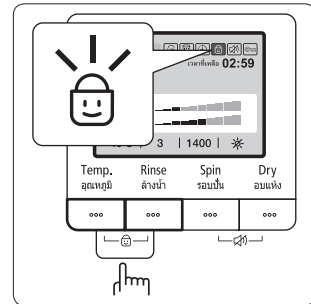 เวลาที่เหลือ 02:59
3 | 1400 |
Temp. Rinse Spin Dry
อุณหภูมิ ล้างน้ำ รอบปั่น อบแห้ง